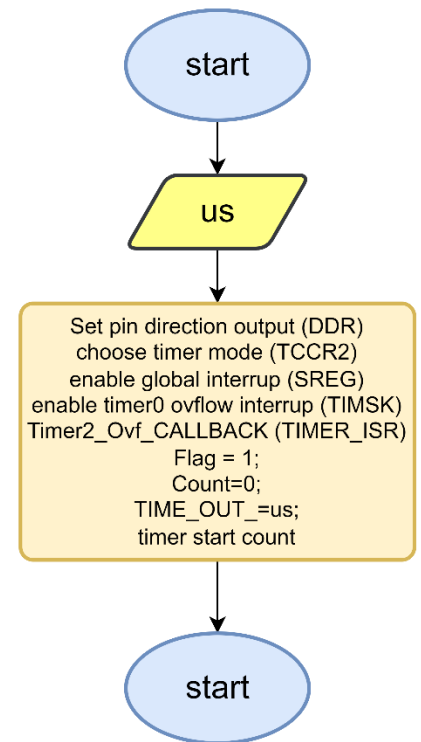 start
us
Set pin direction output (DDR)
choose timer mode (TCCR2)
enable global interrup (SREG)
enable timer0 ovflow interrup (TIMSK)
Timer2_Ovf_CALLBACK (TIMER_ISR)
Flag = 1;
Count=0;
TIME_OUT_=us;
timer start count
start